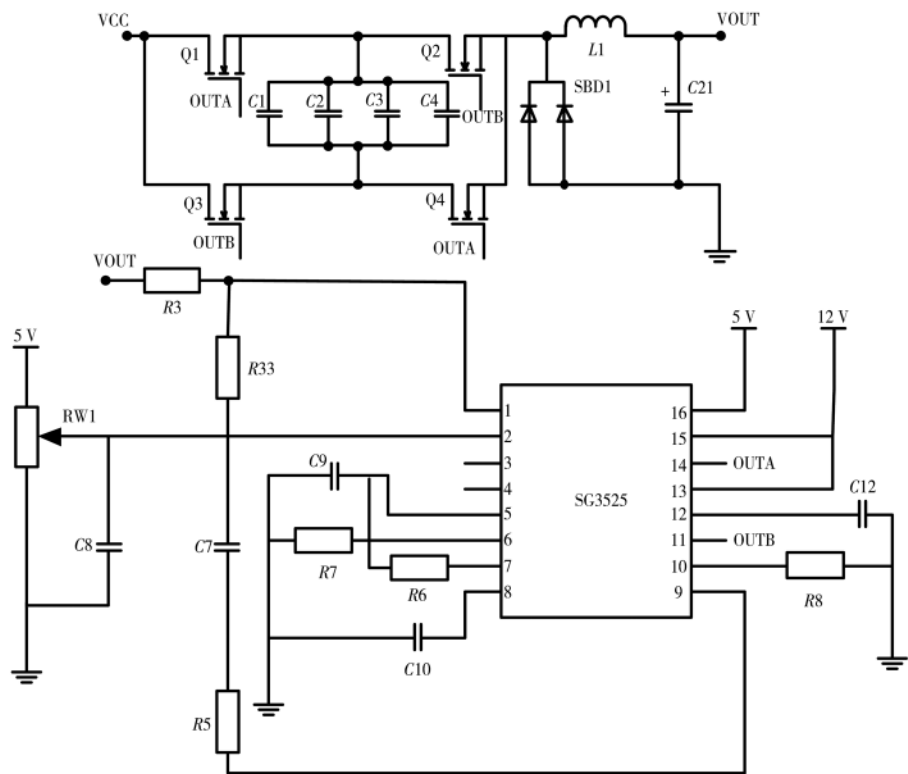 VCC
Q1
Q2
L1
VOUT
SBD1
+ C21
OUTA
C1
C2
C3
C4
OUTB
Q3
Q4
OUTB
OUTA
VOUT
R3
5 V
R33
5 V
12 V
RW1
1
16
2
15
C9
3
14
OUTA
4
SG3525
13
C12
C8
C7
5
12
6
11
OUTB
R7
7
10
R6
8
9
R8
C10
R5